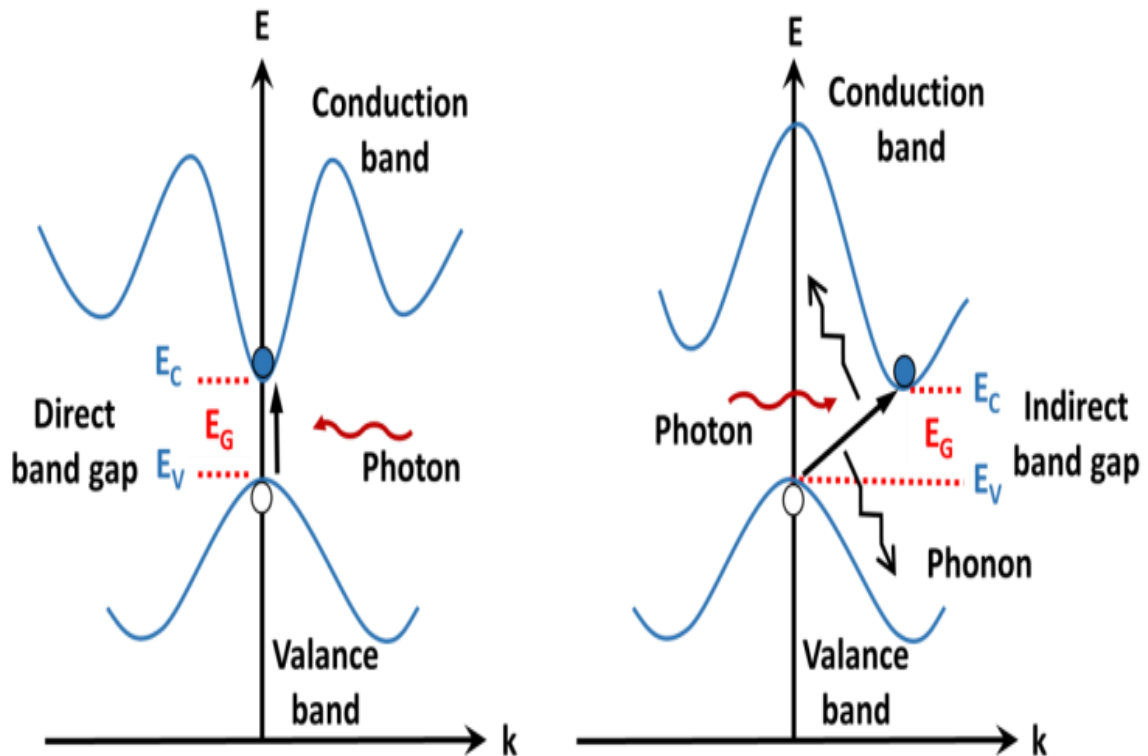 E
Conduction
band
E_C
Direct
band gap
E_G
E_V
Photon
Valance
band
k
E
Conduction
band
Photon
E_C
Indirect
band gap
E_G
E_V
Phonon
Valance
band
k